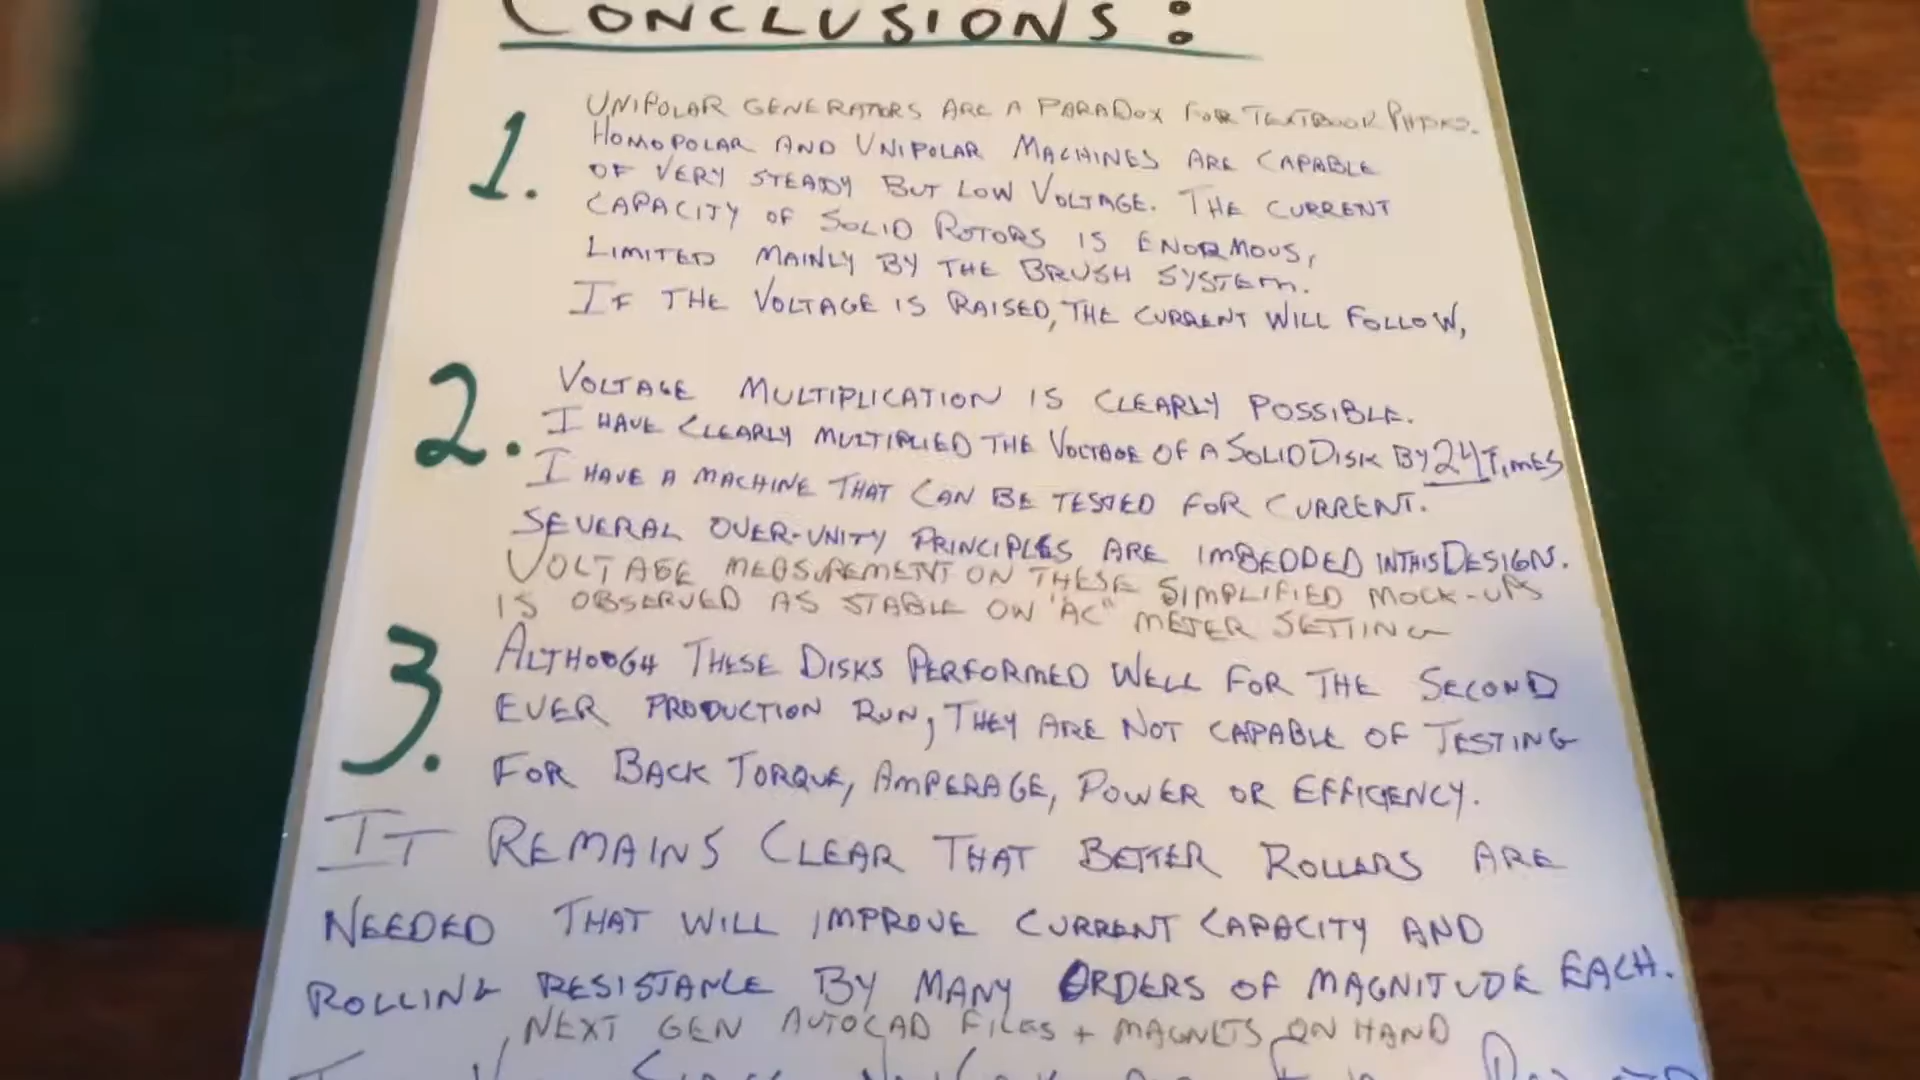 CONCLUSIONS:
1. UNIPOLAR GENERATORS ARE A PARADOX FOR TEXTBOOK PHYSICS.
HOMOPOLAR AND UNIPOLAR MACHINES ARE CAPABLE
OF VERY STEADY BUT LOW VOLTAGE. THE CURRENT
CAPACITY OF SOLID ROTORS IS ENORMOUS,
LIMITED MAINLY BY THE BRUSH SYSTEM.
IF THE VOLTAGE IS RAISED, THE CURRENT WILL FOLLOW,
2. VOLTAGE MULTIPLICATION IS CLEARLY POSSIBLE.
I HAVE CLEARLY MULTIPLIED THE VOLTAGE OF A SOLID DISK BY 24 TIMES
I HAVE A MACHINE THAT CAN BE TESTED FOR CURRENT.
SEVERAL OVER-UNITY PRINCIPLES ARE IMBEDDED IN THIS DESIGN.
VOLTAGE MEASUREMENT ON THESE SIMPLIFIED MOCK-UPS
IS OBSERVED AS STABLE ON "AC" METER SETTING
3. ALTHOUGH THESE DISKS PERFORMED WELL FOR THE SECOND
EVER PRODUCTION RUN, THEY ARE NOT CAPABLE OF TESTING
FOR BACK TORQUE, AMPERAGE, POWER OR EFFICIENCY.
IT REMAINS CLEAR THAT BETTER ROLLERS ARE
NEEDED THAT WILL IMPROVE CURRENT CAPACITY AND
ROLLING RESISTANCE BY MANY ORDERS OF MAGNITUDE EACH.
NEXT GEN AUTOCAD FILES + MAGNETS ON HAND